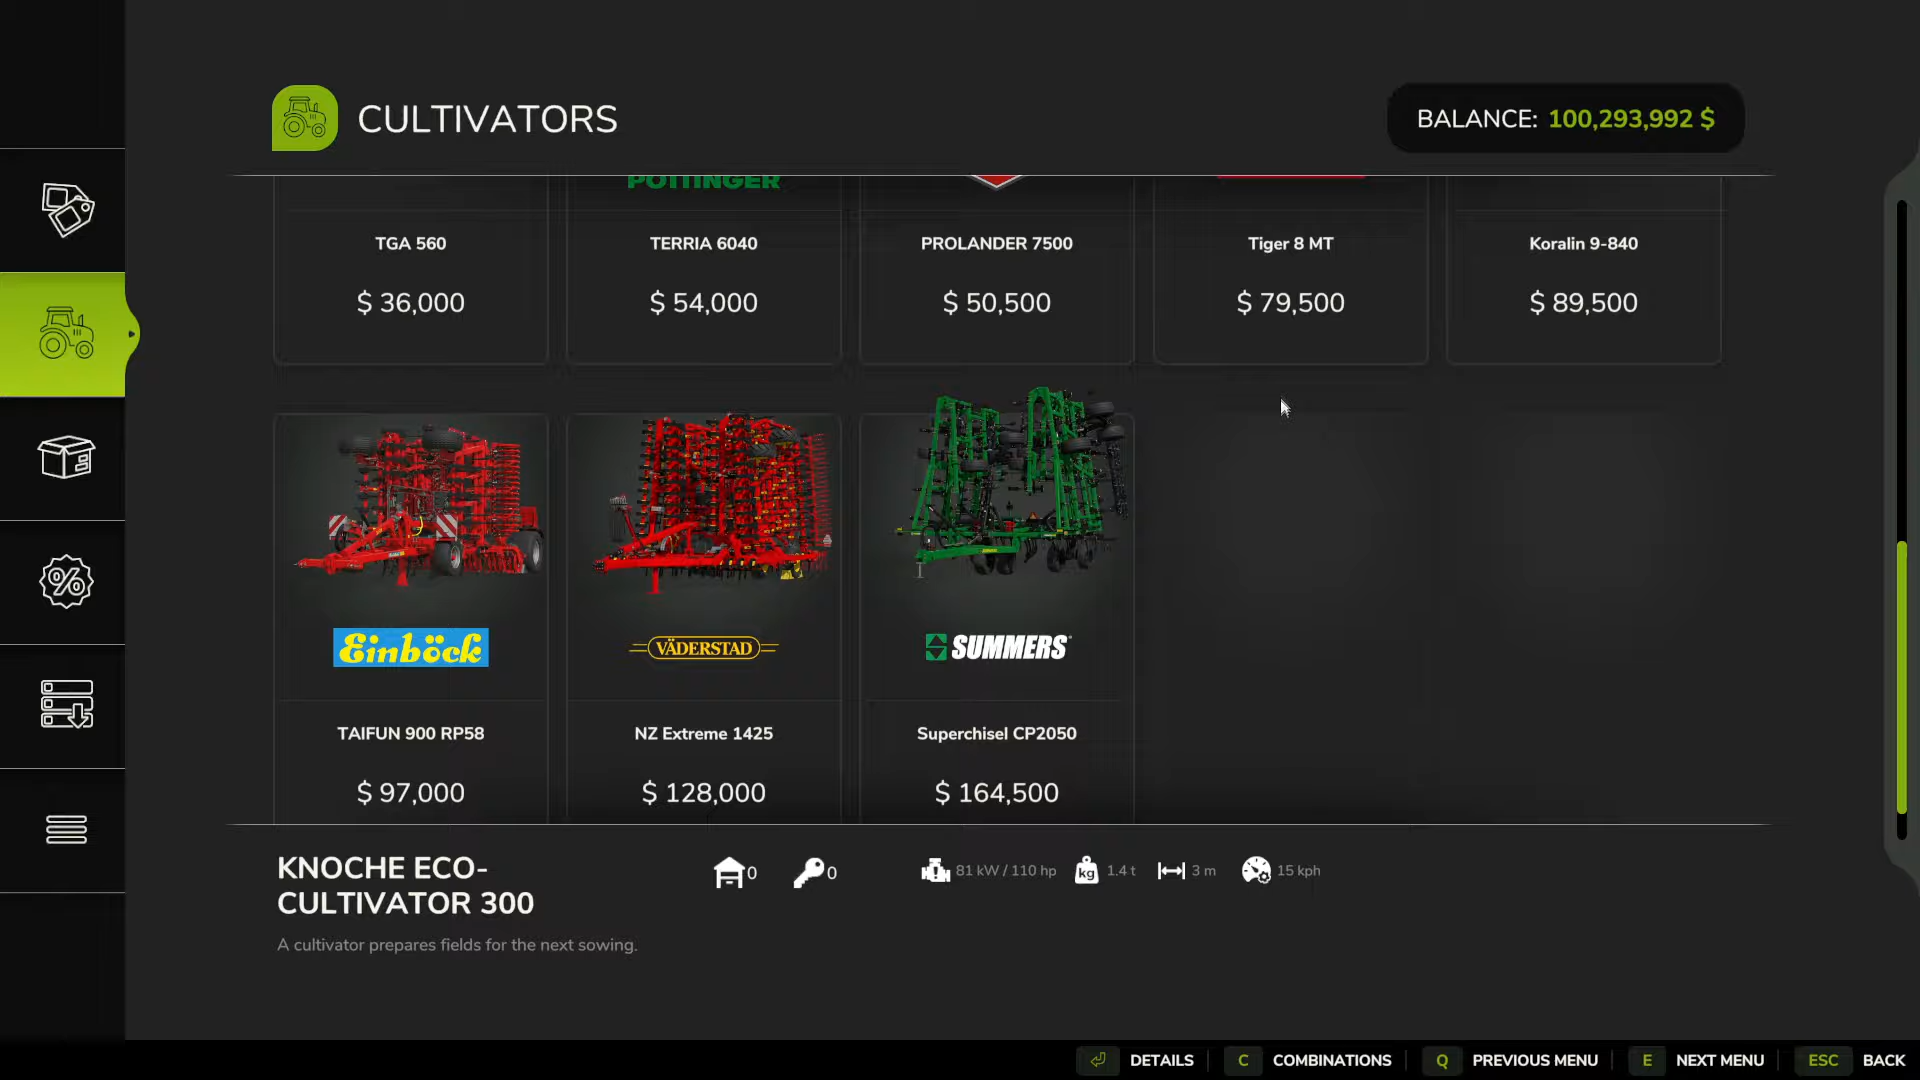 CULTIVATORS
BALANCE: 100,293,992 $
PÖTTINGER
TGA 560
TERRIA 6040
PROLANDER 7500
Tiger 8 MT
Koralin 9-840
$ 36,000
$ 54,000
$ 50,500
$ 79,500
$ 89,500
Einböck
VÄDERSTAD
SUMMERS
TAIFUN 900 RP58
NZ Extreme 1425
Superchisel CP2050
$ 97,000
$ 128,000
$ 164,500
KNOCHE ECO-
CULTIVATOR 300
0
0
kg
81 kW / 110 hp
1.4 t
3 m
15 kph
A cultivator prepares fields for the next sowing.
DETAILS
C COMBINATIONS
Q PREVIOUS MENU
E NEXT MENU
ESC BACK